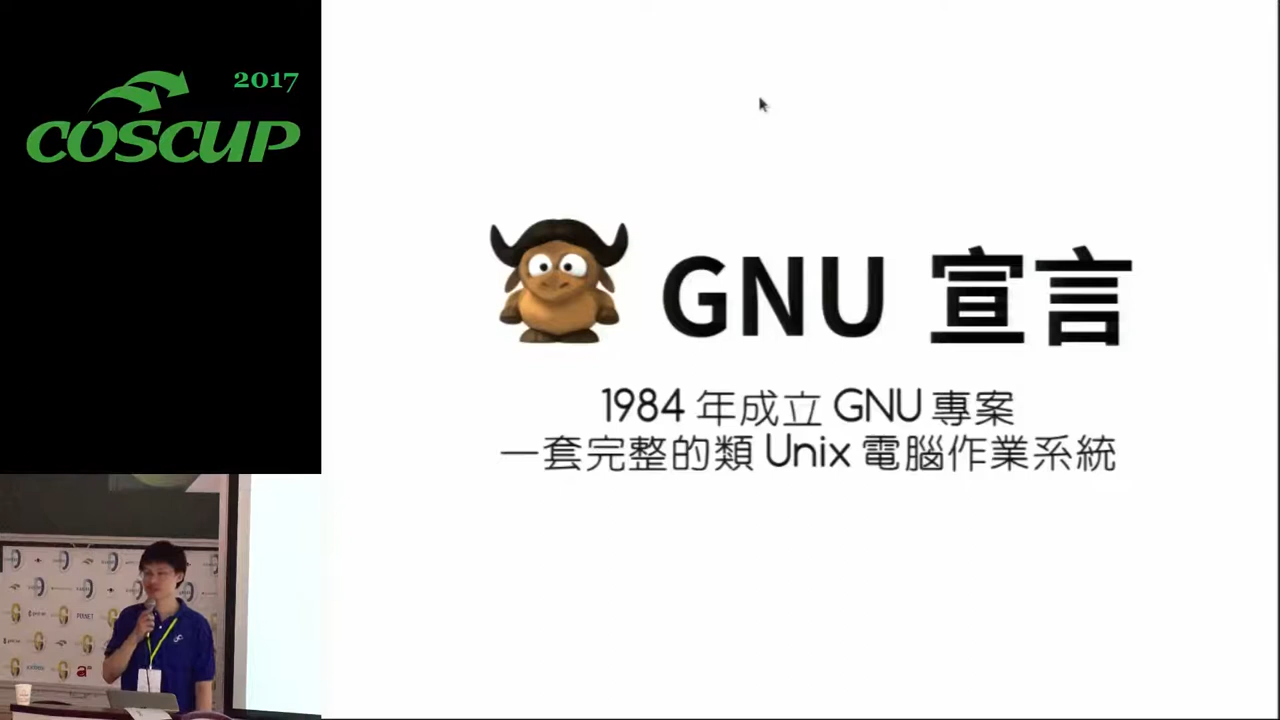 2017
COSCUP
GNU 宣言
1984 年成立 GNU 專案
一套完整的類 Unix 電腦作業系統